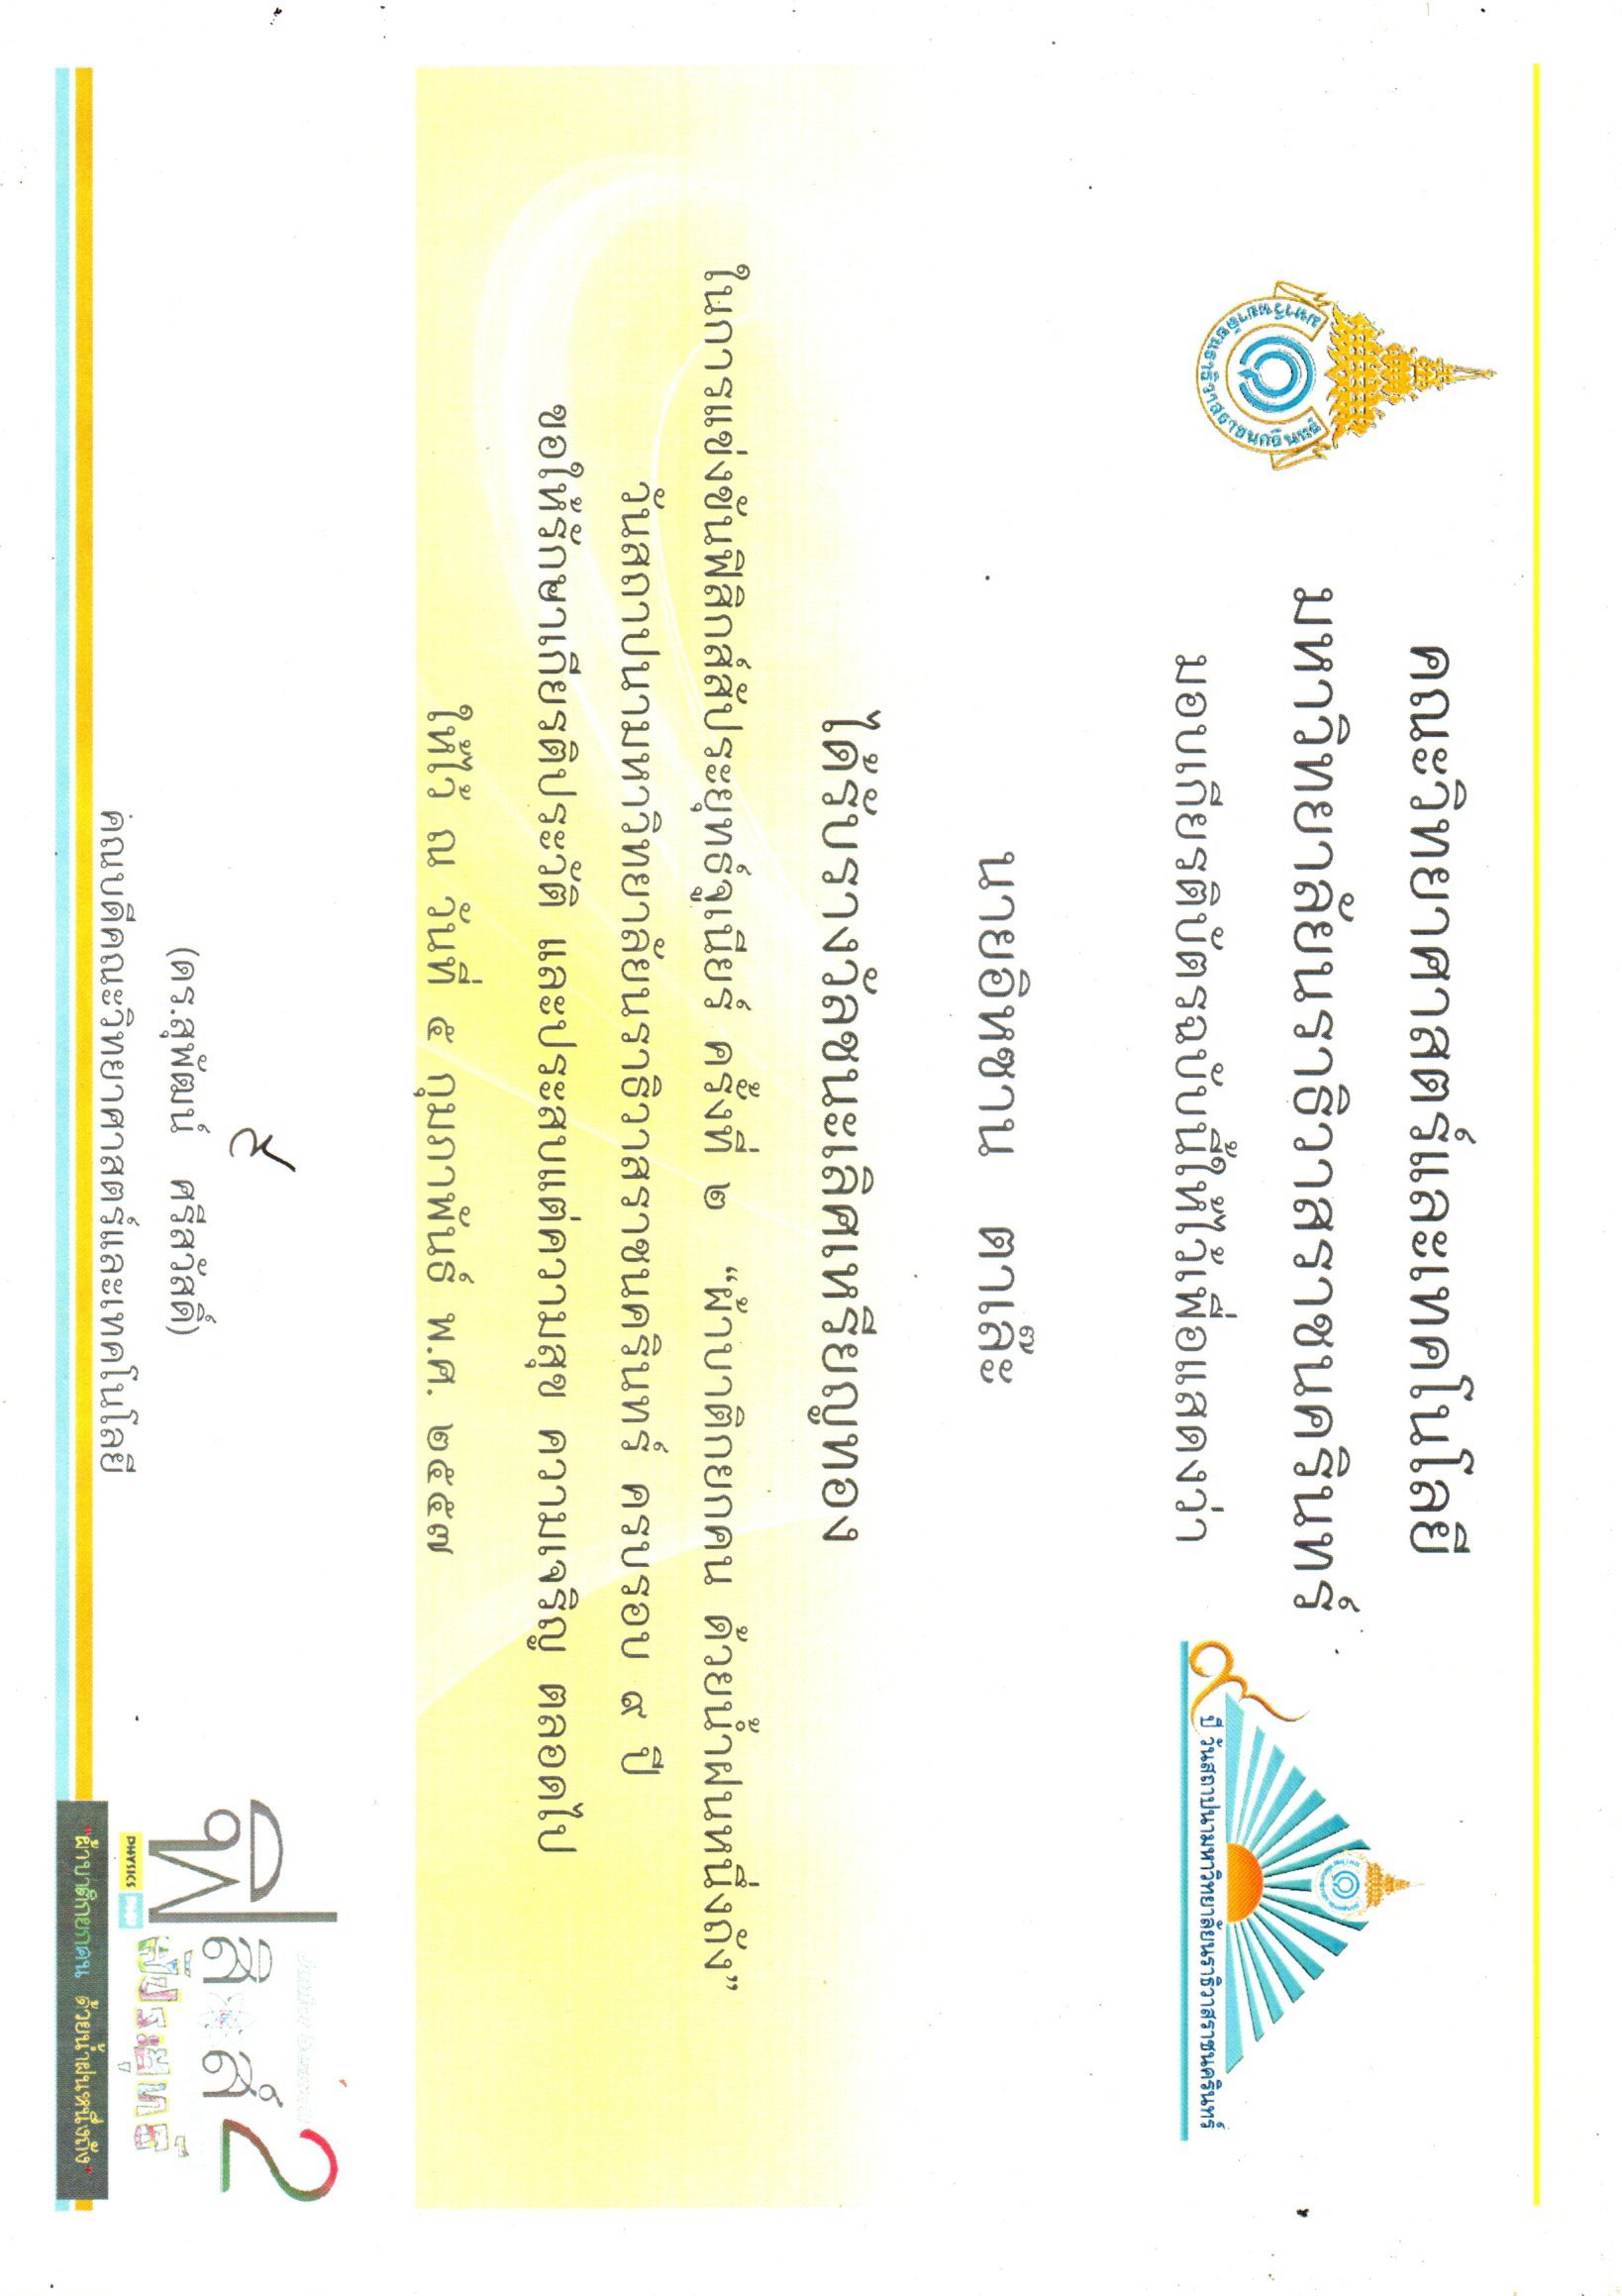 คณะวิทยาศาสตร์และเทคโนโลยี
มหาวิทยาลัยนราธิวาสราชนครินทร์
มอบเกียรติบัตรฉบับนี้ให้ไว้เพื่อแสดงว่า
มหาวิทยาลัยนราธิวาสราชนครินทร์
๙ ปี วันสถาปนามหาวิทยาลัยนราธิวาสราชนครินทร์
นายอิหซาน ตาเล๊ะ
ได้รับรางวัลชนะเลิศเหรียญทอง
ในการแข่งขันฟิสิกส์สัประยุทธ์จูเนียร์ ครั้งที่ ๒ “ผ้าบาติกยกคน ด้วยน้ำฝนหนึ่งถัง”
วันสถาปนามหาวิทยาลัยนราธิวาสราชนครินทร์ ครบรอบ ๙ ปี
ขอให้รักษาเกียรติประวัติ และประสบแต่ความสุข ความเจริญ ตลอดไป
ให้ไว้ ณ วันที่ ๕ กุมภาพันธ์ พ.ศ. ๒๕๕๗
(ดร.สุพัฒน์ ศรีสวัสดิ์)
คณบดีคณะวิทยาศาสตร์และเทคโนโลยี
ฟิสิกส์ 2
สัประยุทธ์
PHYSICS PNU
"ผ้าบาติกยกคน ด้วยน้ำฝนหนึ่งถัง"